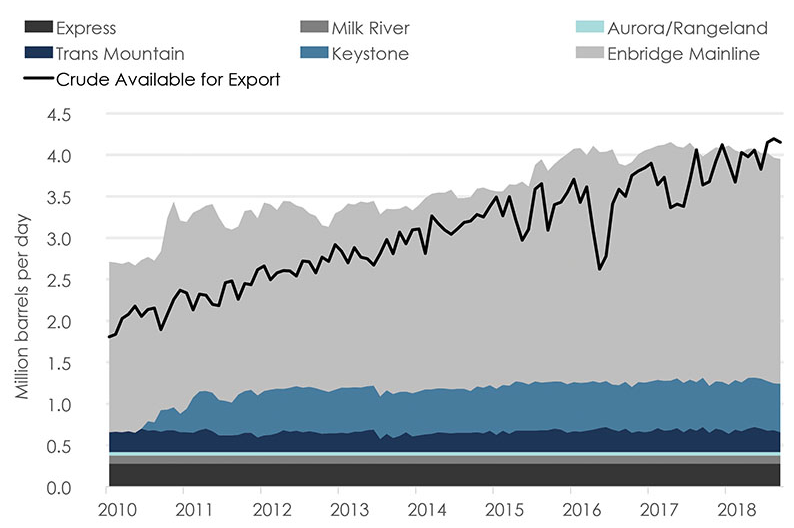 Express Milk River Aurora/Rangeland
Trans Mountain Keystone Enbridge Mainline
Crude Available for Export
Million barrels per day
4.5
4.0
3.5
3.0
2.5
2.0
1.5
1.0
0.5
0.0
2010 2011 2012 2013 2014 2015 2016 2017 2018